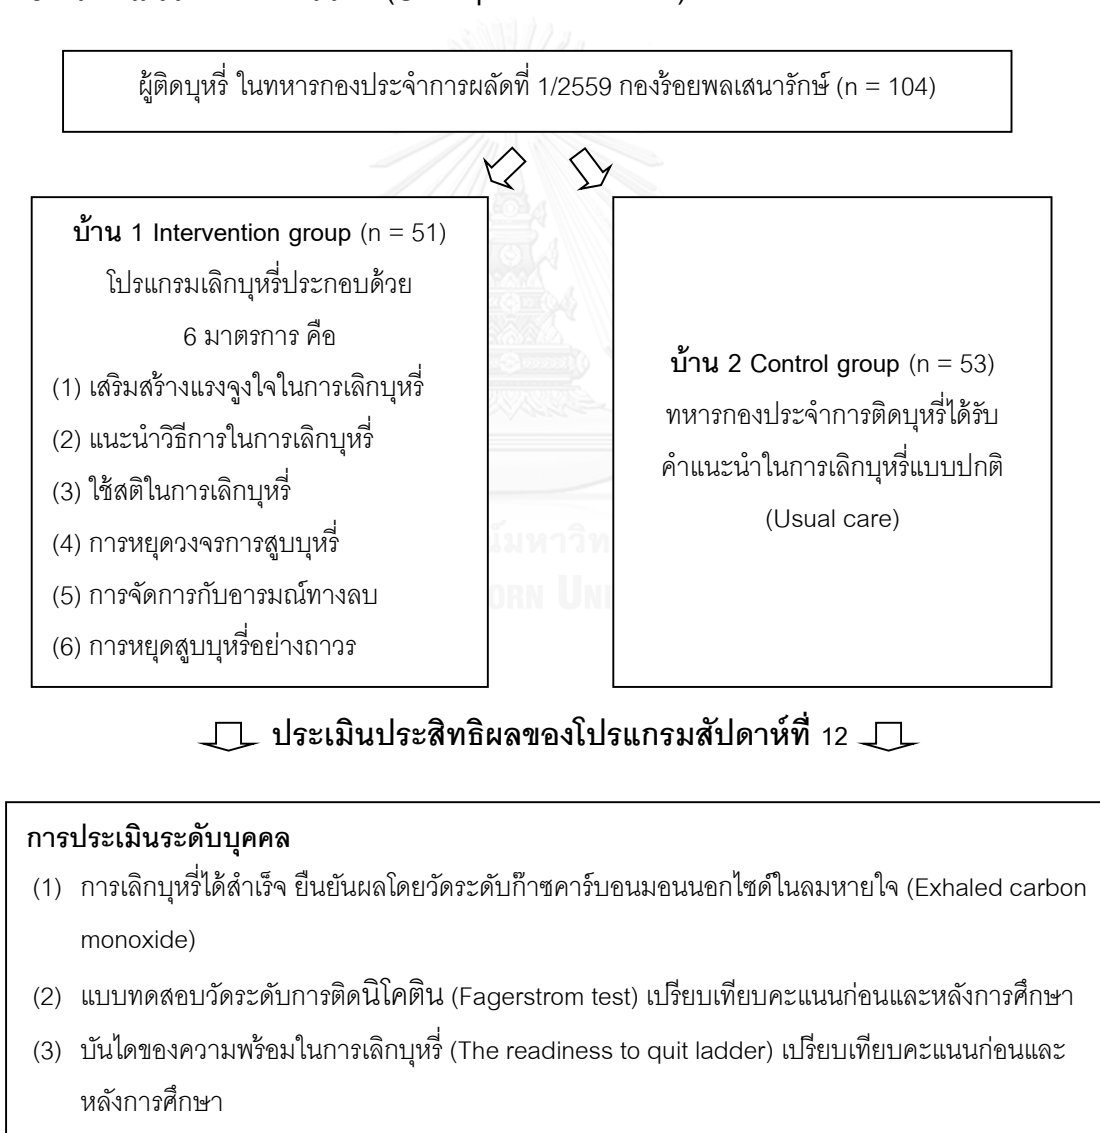 ผู้ติดบุหรี่ ในทหารกองประจำการผลัดที่ 1/2559 กองร้อยพลเสนารักษ์ (n = 104)
บ้าน 1 Intervention group (n = 51)
โปรแกรมเลิกบุหรี่ประกอบด้วย
6 มาตรการ คือ
(1) เสริมสร้างแรงจูงใจในการเลิกบุหรี่
(2) แนะนำวิธีการในการเลิกบุหรี่
(3) ใช้สติในการเลิกบุหรี่
(4) การหยุดวงจรการสูบบุหรี่
(5) การจัดการกับอารมณ์ทางลบ
(6) การหยุดสูบบุหรี่อย่างถาวร
บ้าน 2 Control group (n = 53)
ทหารกองประจำการติดบุหรี่ได้รับ
คำแนะนำในการเลิกบุหรี่แบบปกติ
(Usual care)
ประเมินประสิทธิผลของโปรแกรมสัปดาห์ที่ 12
การประเมินระดับบุคคล
(1) การเลิกบุหรี่ได้สำเร็จ ยืนยันผลโดยวัดระดับก๊าซคาร์บอนมอนนอกไซด์ในลมหายใจ (Exhaled carbon
monoxide)
(2) แบบทดสอบวัดระดับการติดนิโคติน (Fagerstrom test) เปรียบเทียบคะแนนก่อนและหลังการศึกษา
(3) บันไดของความพร้อมในการเลิกบุหรี่ (The readiness to quit ladder) เปรียบเทียบคะแนนก่อนและ
หลังการศึกษา